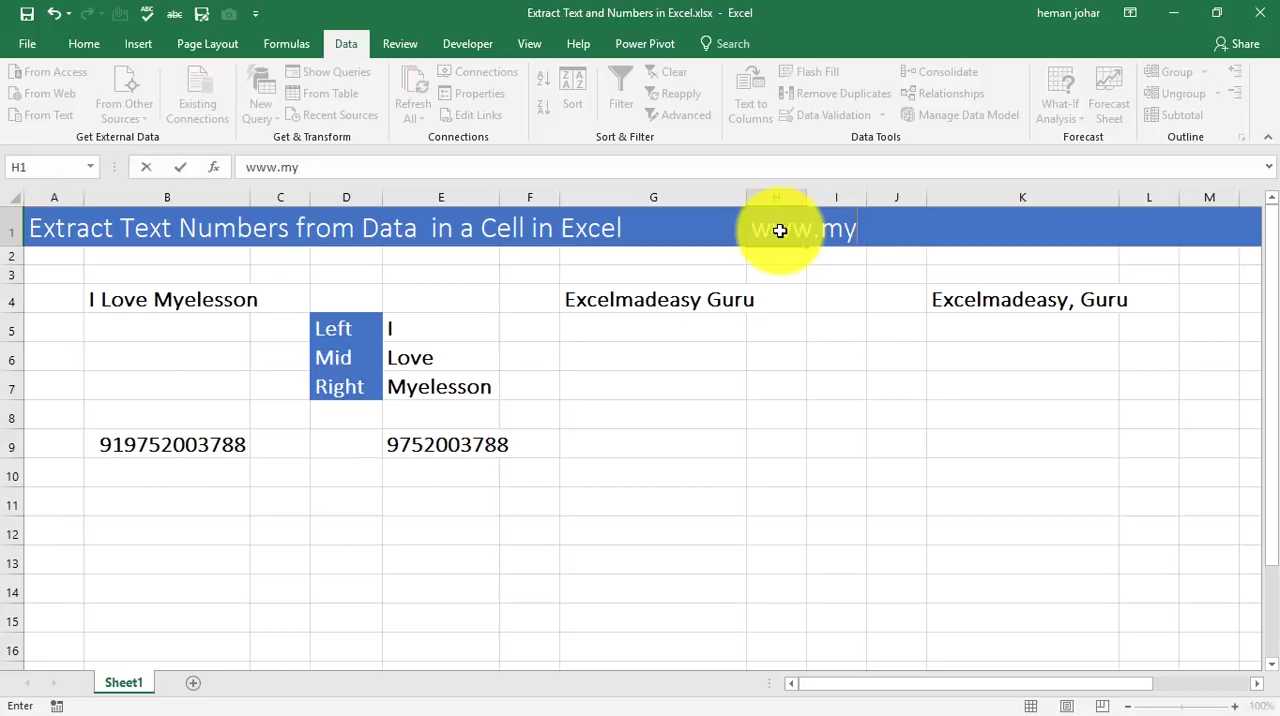 Extract Text and Numbers in Excel.xlsx - Excel
heman johar
File Home Insert Page Layout Formulas Data Review Developer View Help Power Pivot Search Share
From Access
From Web
From Text
From Other Sources
Existing Connections
Get External Data
New Query
Show Queries
From Table
Recent Sources
Get & Transform
Refresh All
Connections
Properties
Edit Links
Connections
Sort
Filter
Clear
Reapply
Advanced
Sort & Filter
Text to Columns
Flash Fill
Remove Duplicates
Data Validation
Consolidate
Relationships
Manage Data Model
Data Tools
What-If Analysis
Forecast Sheet
Forecast
Group
Ungroup
Subtotal
Outline
H1 fx www.my
A B C D E F G H I J K L M
1 Extract Text Numbers from Data in a Cell in Excel www.my
2
3
4 I Love Myelesson Excelmadeasy Guru Excelmadeasy, Guru
5 Left I
6 Mid Love
7 Right Myelesson
8
9 919752003788 9752003788
10
11
12
13
14
15
16
Sheet1
Enter 100%